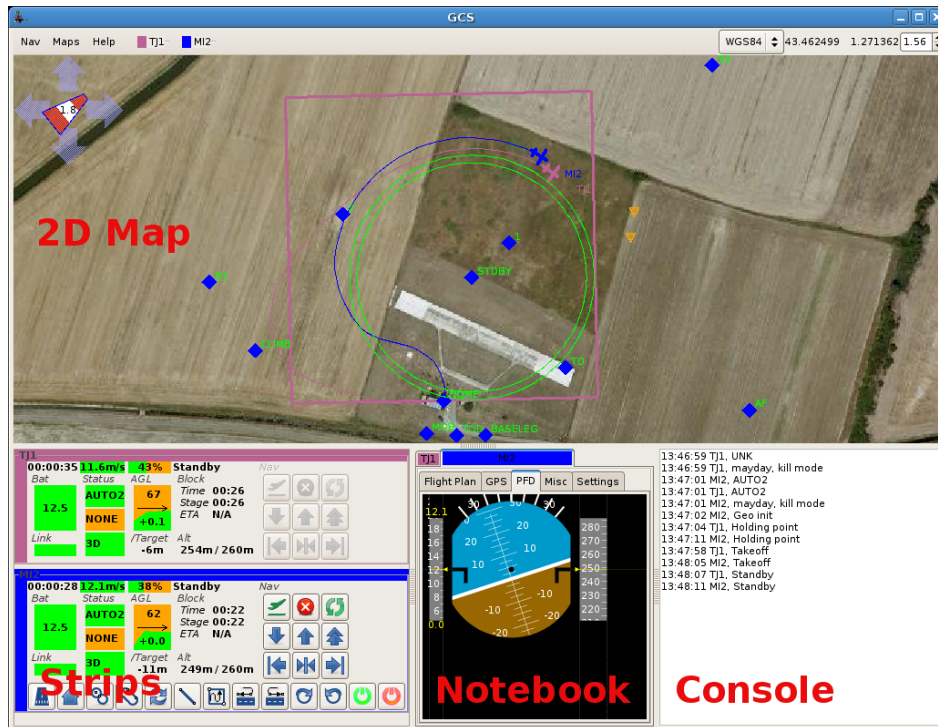 GCS
Nav Maps Help TJ1 MI2 WGS84 43.462499 1.271362 1.56
1.8
MI2
2D Map
1
STDBY
TD
AF
BASELEG
TJ1
00:00:35 11.6m/s 43% Standby Nav
Bat Status AGL Block
12.5 AUTO2 67 Time 00:26
Stage 00:26
NONE +0.1 ETA N/A
Link 3D /Target Alt
-6m 254m / 260m
MI2
00:00:28 12.1m/s 38% Standby Nav
Bat Status AGL Block
12.5 AUTO2 62 Time 00:22
Stage 00:22
NONE +0.0 ETA N/A
Link 3D /Target Alt
-11m 249m / 260m
Strips
TJ1 MI2
Flight Plan GPS PFD Misc Settings
12.1
18 16 14 12 10 8 6
0.0
30 30
20 20
10 10
-10 -10
-20 -20
280 270 260 250 240 230 220
Notebook
13:46:59 TJ1, UNK
13:46:59 TJ1, mayday, kill mode
13:47:01 MI2, AUTO2
13:47:01 TJ1, AUTO2
13:47:01 MI2, mayday, kill mode
13:47:02 MI2, Geo init
13:47:04 TJ1, Holding point
13:47:11 MI2, Holding point
13:47:58 TJ1, Takeoff
13:48:05 MI2, Takeoff
13:48:07 TJ1, Standby
13:48:11 MI2, Standby
Console